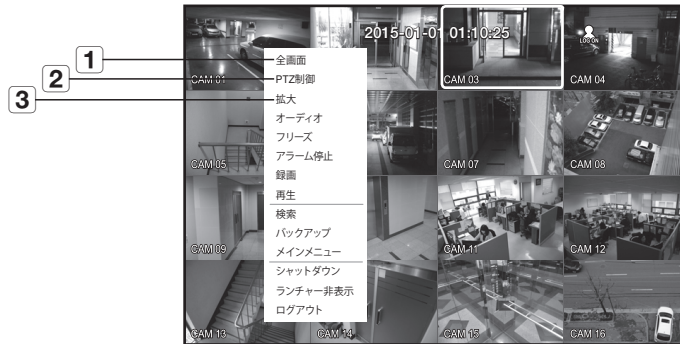 1
2
3
2015-01-01 01:10:25
LOG ON
CAM 01
CAM 03
CAM 04
全画面
PTZ制御
拡大
オーディオ
フリーズ
アラーム停止
録画
再生
検索
バックアップ
メインメニュー
シャットダウン
ランチャー非表示
ログアウト
CAM 05
CAM 07
CAM 08
CAM 09
CAM 11
CAM 12
CAM 13
CAM 14
CAM 15
CAM 16